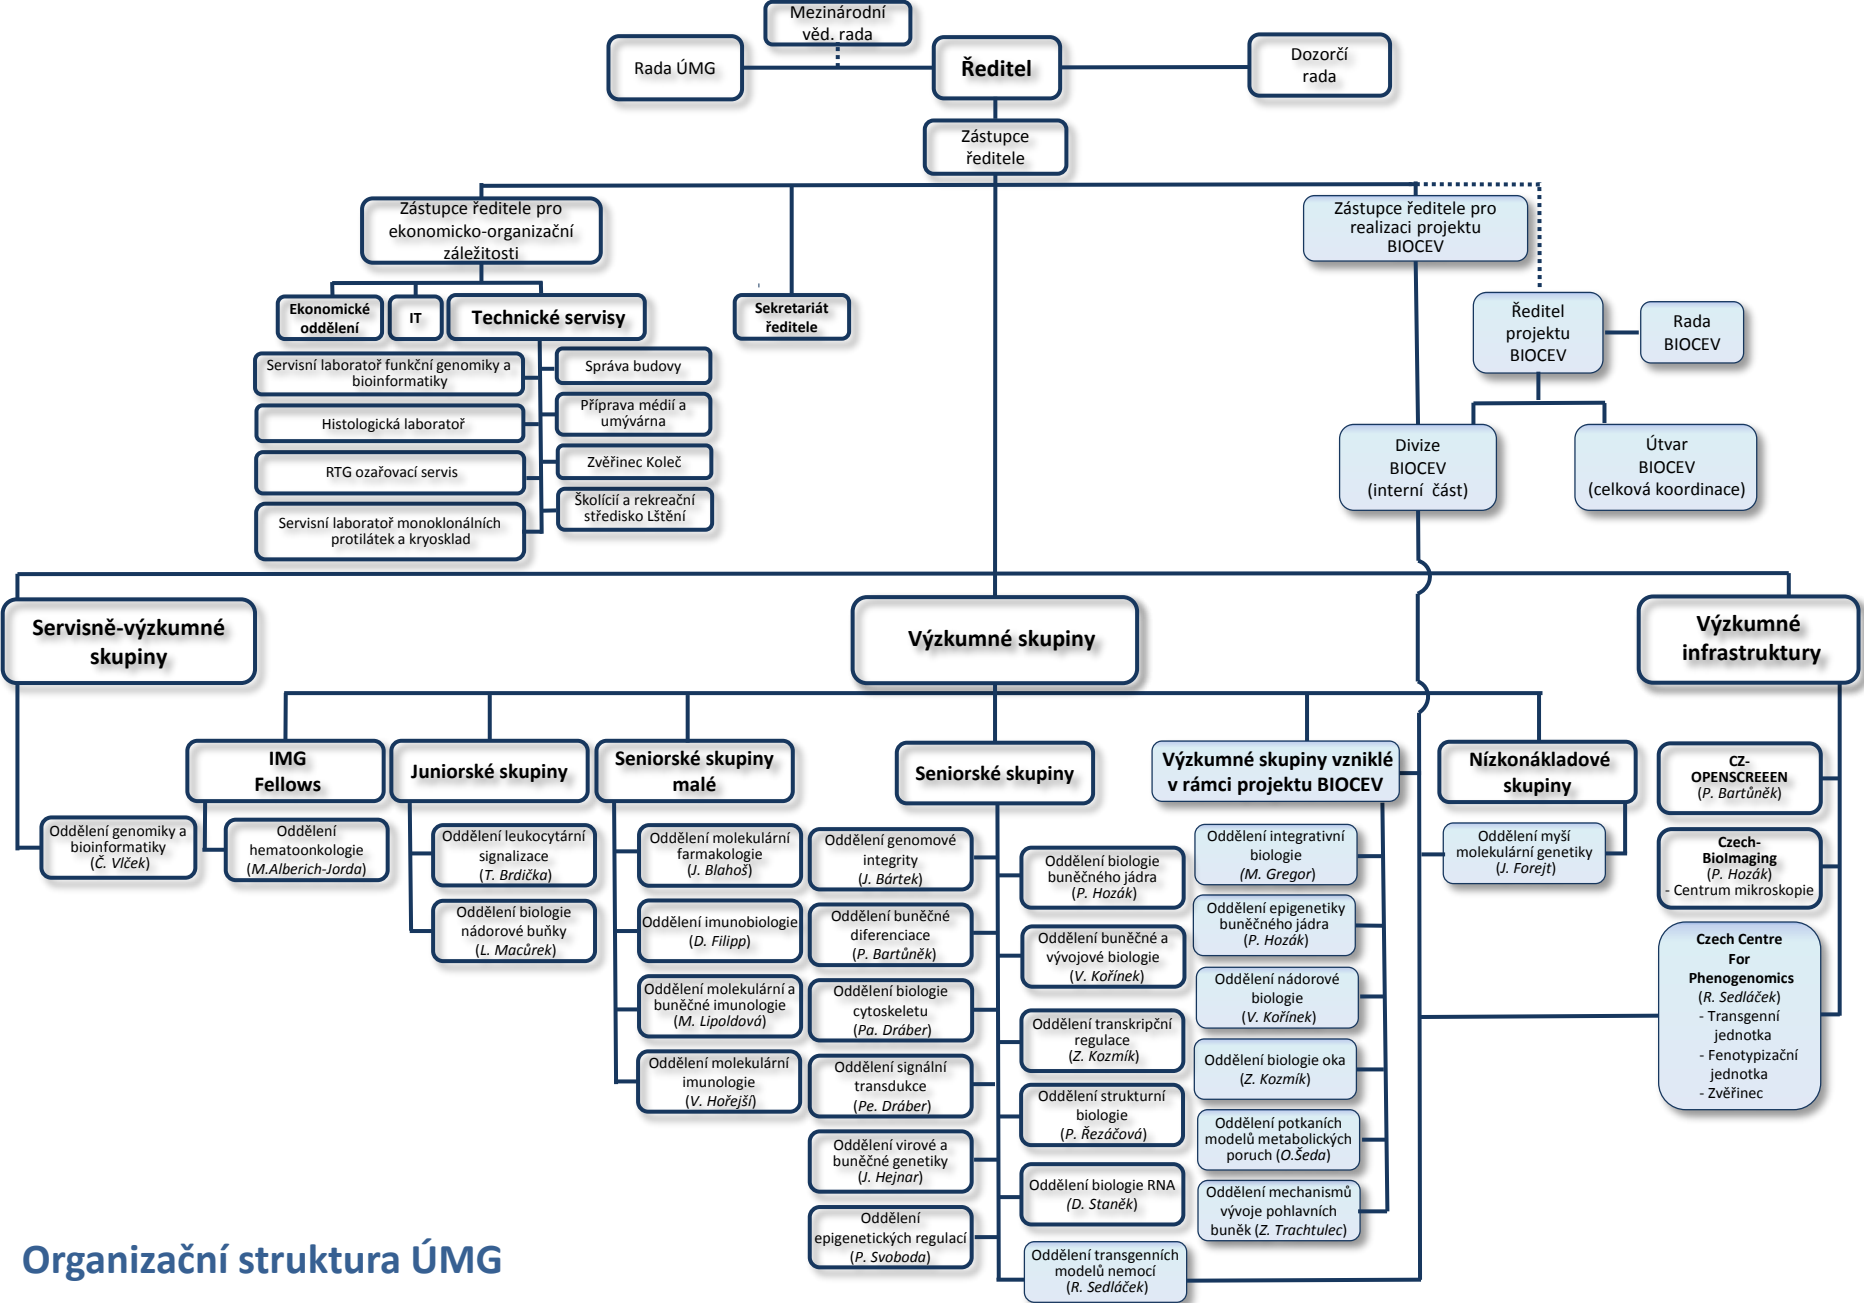 Mezinárodní
věd. rada
Rada ÚMG
Ředitel
Dozorčí
rada
Zástupce
ředitele
Zástupce ředitele pro
ekonomicko-organizační
záležitosti
Zástupce ředitele pro
realizaci projektu
BIOCEV
Ekonomické
oddělení
IT
Technické servisy
Sekretariát
ředitele
Ředitel
projektu
BIOCEV
Rada
BIOCEV
Servisní laboratoř funkční genomiky a
bioinformatiky
Histologická laboratoř
RTG ozařovací servis
Servisní laboratoř monoklonálních
protilátek a kryosklad
Správa budovy
Příprava médií a
umývárna
Zvěřinec Koleč
Školícií a rekreační
středisko Lštění
Divize
BIOCEV
(interní část)
Útvar
BIOCEV
(celková koordinace)
Servisně-výzkumné
skupiny
Výzkumné skupiny
Výzkumné
infrastruktury
IMG
Fellows
Juniorské skupiny
Seniorské skupiny
malé
Seniorské skupiny
Výzkumné skupiny vzniklé
v rámci projektu BIOCEV
Nízkonákladové
skupiny
Oddělení genomiky a
bioinformatiky
(Č. Vlček)
Oddělení
hematoonkologie
(M.Alberich-Jorda)
Oddělení leukocytární
signalizace
(T. Brdička)
Oddělení biologie
nádorové buňky
(L. Macůrek)
Oddělení molekulární
farmakologie
(J. Blahoš)
Oddělení imunobiologie
(D. Filipp)
Oddělení molekulární a
buněčné imunologie
(M. Lipoldová)
Oddělení molekulární
imunologie
(V. Hořejší)
Oddělení genomové
integrity
(J. Bártek)
Oddělení buněčné
diferenciace
(P. Bartůněk)
Oddělení biologie
cytoskeletu
(Pa. Dráber)
Oddělení signální
transdukce
(Pe. Dráber)
Oddělení virové a
buněčné genetiky
(J. Hejnar)
Oddělení
epigenetických regulací
(P. Svoboda)
Oddělení biologie
buněčného jádra
(P. Hozák)
Oddělení buněčné a
vývojové biologie
(V. Kořínek)
Oddělení transkripční
regulace
(Z. Kozmík)
Oddělení strukturní
biologie
(P. Řezáčová)
Oddělení biologie RNA
(D. Staněk)
Oddělení transgenních
modelů nemocí
(R. Sedláček)
Oddělení integrativní
biologie
(M. Gregor)
Oddělení epigenetiky
buněčného jádra
(P. Hozák)
Oddělení nádorové
biologie
(V. Kořínek)
Oddělení biologie oka
(Z. Kozmík)
Oddělení potkaních
modelů metabolických
poruch (O.Šeda)
Oddělení mechanismů
vývoje pohlavních
buněk (Z. Trachtulec)
Oddělení myší
molekulární genetiky
(J. Forejt)
CZ-
OPENSCREEEN
(P. Bartůněk)
Czech-
BioImaging
(P. Hozák)
- Centrum mikroskopie
Czech Centre
For
Phenogenomics
(R. Sedláček)
- Transgenní
jednotka
- Fenotypizační
jednotka
- Zvěřinec
Organizační struktura ÚMG